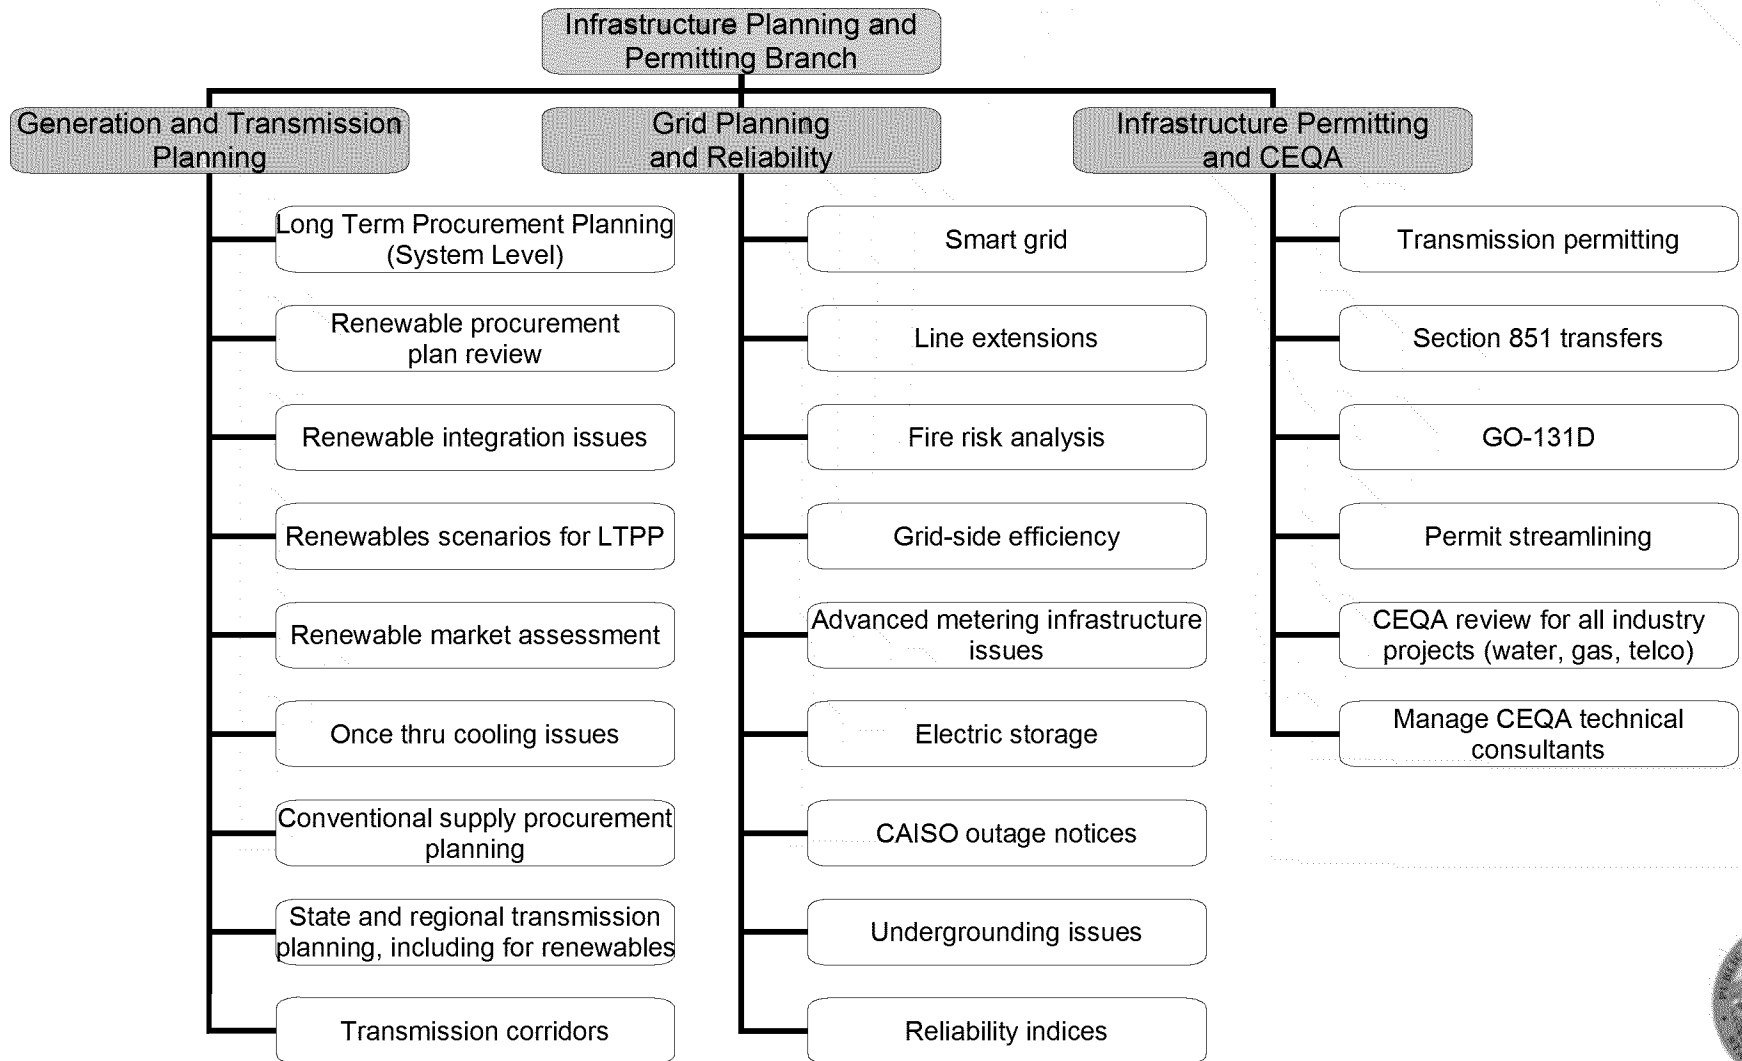 Infrastructure Planning and
Permitting Branch
Generation and Transmission
Planning
Grid Planning
and Reliability
Infrastructure Permitting
and CEQA
Long Term Procurement Planning
(System Level)
Renewable procurement
plan review
Renewable integration issues
Renewables scenarios for LTPP
Renewable market assessment
Once thru cooling issues
Conventional supply procurement
planning
State and regional transmission
planning, including for renewables
Transmission corridors
Smart grid
Line extensions
Fire risk analysis
Grid-side efficiency
Advanced metering infrastructure
issues
Electric storage
CAISO outage notices
Undergrounding issues
Reliability indices
Transmission permitting
Section 851 transfers
GO-131D
Permit streamlining
CEQA review for all industry
projects (water, gas, telco)
Manage CEQA technical
consultants